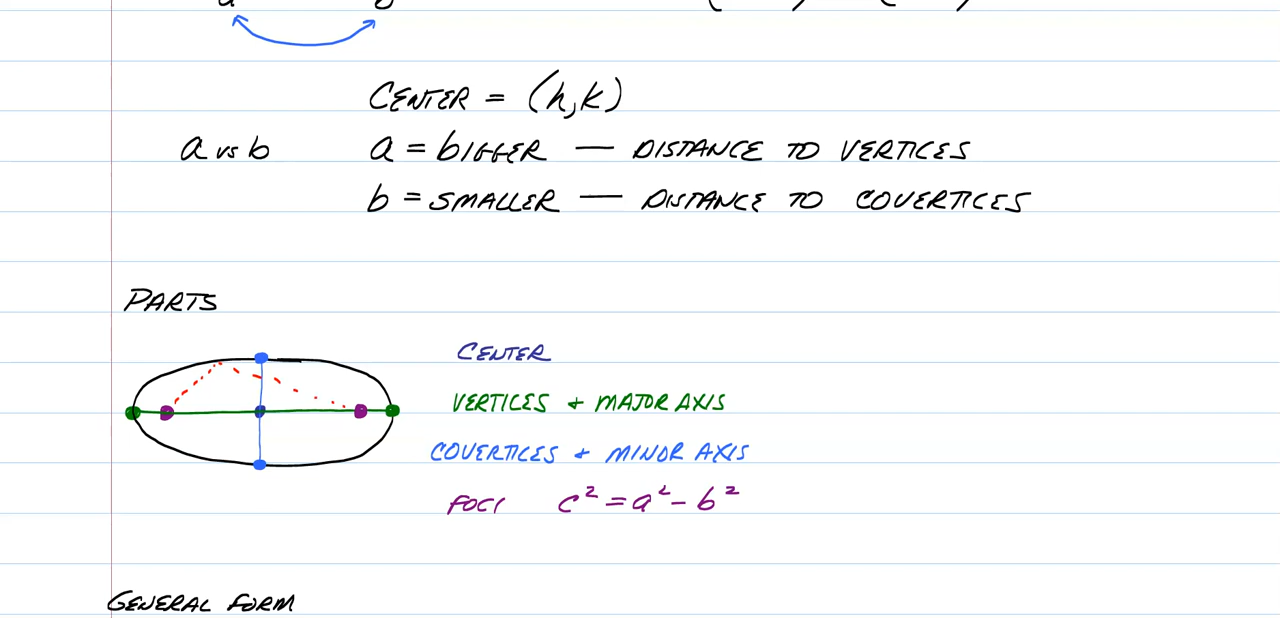 CENTER = (h,k)
a vs b a = bIGGER — DISTANCE TO VERTICES
b = SMALLER — DISTANCE TO COVERTICES
PARTS
CENTER
VERTICES + MAJOR AXIS
COVERTICES + MINOR AXIS
FOCI c² = a² - b²
GENERAL FORM